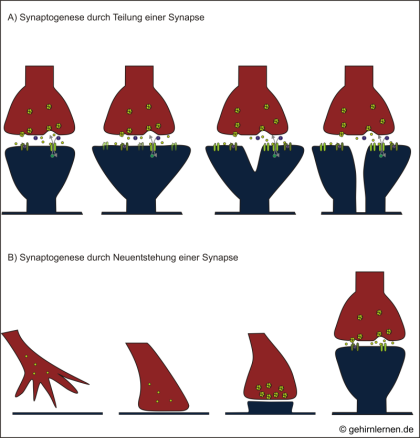 A) Synaptogenese durch Teilung einer Synapse
B) Synaptogenese durch Neuentstehung einer Synapse
© gehirnlernen.de